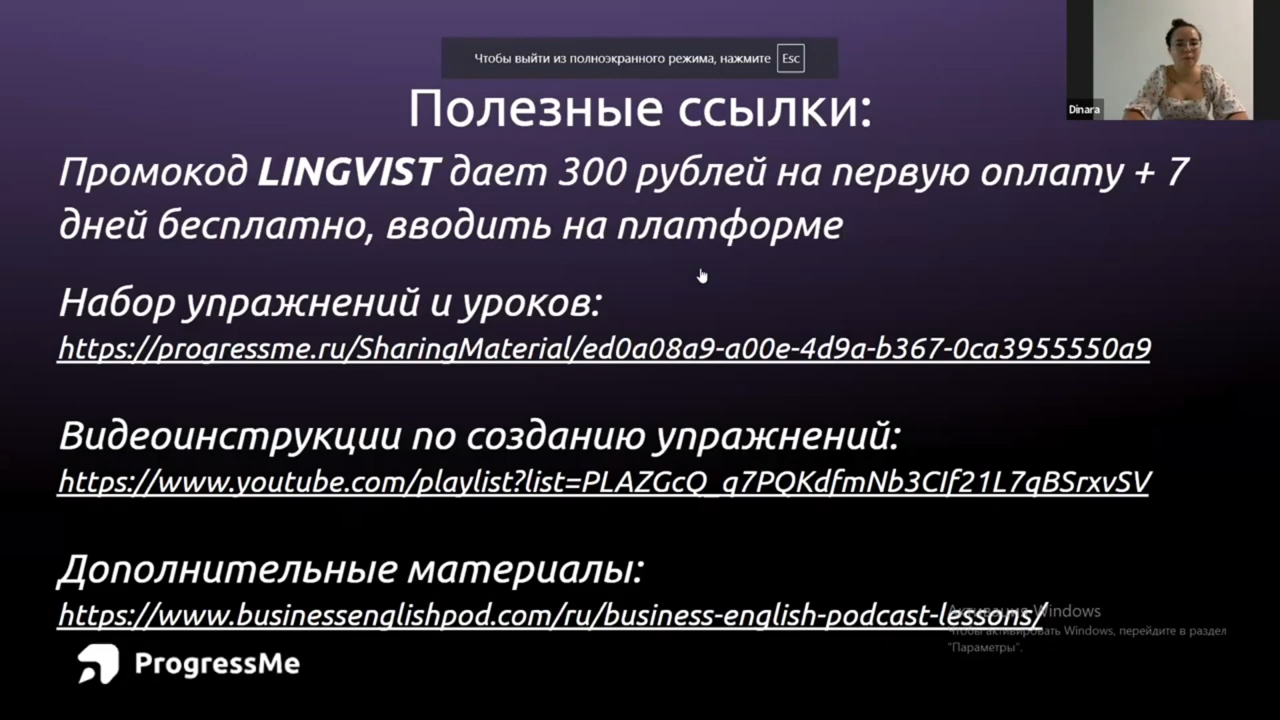 Чтобы выйти из полноэкранного режима, нажмите Esc
Dinara
Полезные ссылки:
Промокод LINGVIST дает 300 рублей на первую оплату + 7
дней бесплатно, вводить на платформе
Набор упражнений и уроков:
https://progressme.ru/SharingMaterial/ed0a08a9-a00e-4d9a-b367-0ca3955550a9
Видеоинструкции по созданию упражнений:
https://www.youtube.com/playlist?list=PLAZGcQ_q7PQKdfmNb3CIf21L7qBSrxvSV
Дополнительные материалы:
https://www.businessenglishpod.com/ru/business-english-podcast-lessons/
Активация Windows
Чтобы активировать Windows, перейдите в раздел
"Параметры".
ProgressMe